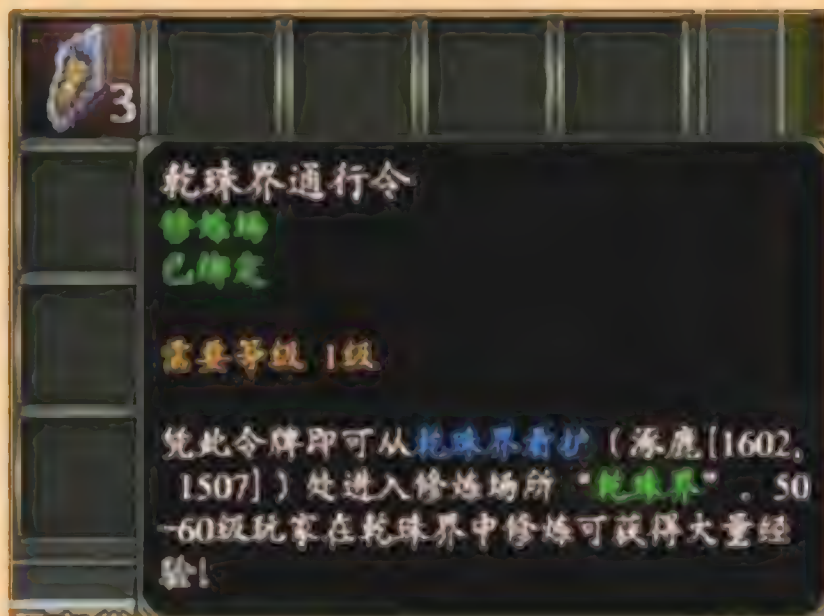 3
乾珠界通行令
修炼场
已绑定
需要等级 1级
凭此令牌即可从乾珠界看护（涿鹿[1602,
1507]）处进入修炼场所“乾珠界”。50
-60级玩家在乾珠界中修炼可获得大量经
验！